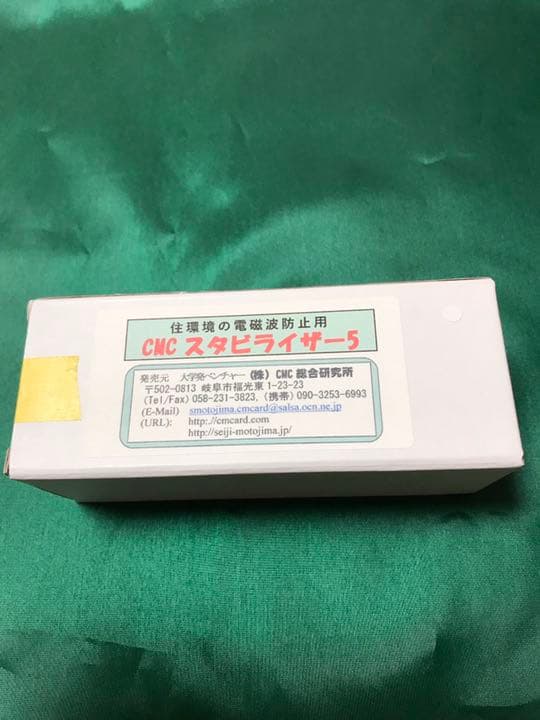 住環境の電磁波防止用
CMC スタビライザー5
発売元 大学発ベンチャー (株) CMC 総合研究所
〒502-0813 岐阜市福光東 1-23-23
(Tel/Fax) 058-231-3823, (携帯) 090-3253-6993
(E-Mail) smotojima.cmcard@salsa.ocn.ne.jp
(URL): http://cmcard.com
http://seiji-motojima.jp/